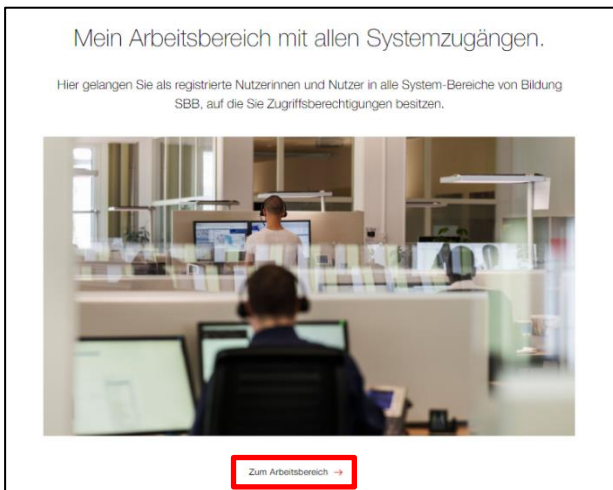 Mein Arbeitsbereich mit allen Systemzugängen.
Hier gelangen Sie als registrierte Nutzerinnen und Nutzer in alle System-Bereiche von Bildung
SBB, auf die Sie Zugriffsberechtigungen besitzen.
Zum Arbeitsbereich →